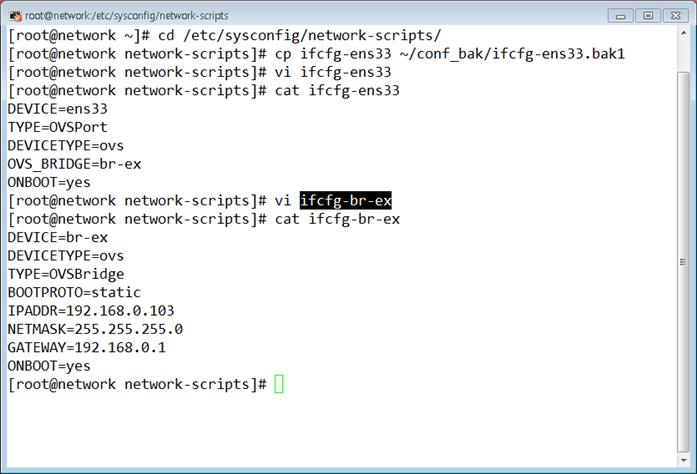 root@network:/etc/sysconfig/network-scripts
[root@network ~]# cd /etc/sysconfig/network-scripts/
[root@network network-scripts]# cp ifcfg-ens33 ~/conf_bak/ifcfg-ens33.bak1
[root@network network-scripts]# vi ifcfg-ens33
[root@network network-scripts]# cat ifcfg-ens33
DEVICE=ens33
TYPE=OVSPort
DEVICETYPE=ovs
OVS_BRIDGE=br-ex
ONBOOT=yes
[root@network network-scripts]# vi ifcfg-br-ex
[root@network network-scripts]# cat ifcfg-br-ex
DEVICE=br-ex
DEVICETYPE=ovs
TYPE=OVSBridge
BOOTPROTO=static
IPADDR=192.168.0.103
NETMASK=255.255.255.0
GATEWAY=192.168.0.1
ONBOOT=yes
[root@network network-scripts]#